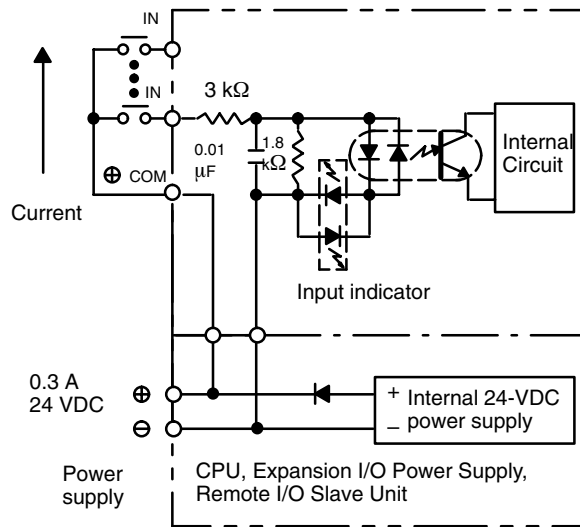 IN
IN
3 kΩ
0.01
μF
1.8
kΩ
Internal
Circuit
⊕ COM
Current
Input indicator
0.3 A
24 VDC
⊕
⊖
+ Internal 24-VDC
− power supply
Power
supply
CPU, Expansion I/O Power Supply,
Remote I/O Slave Unit